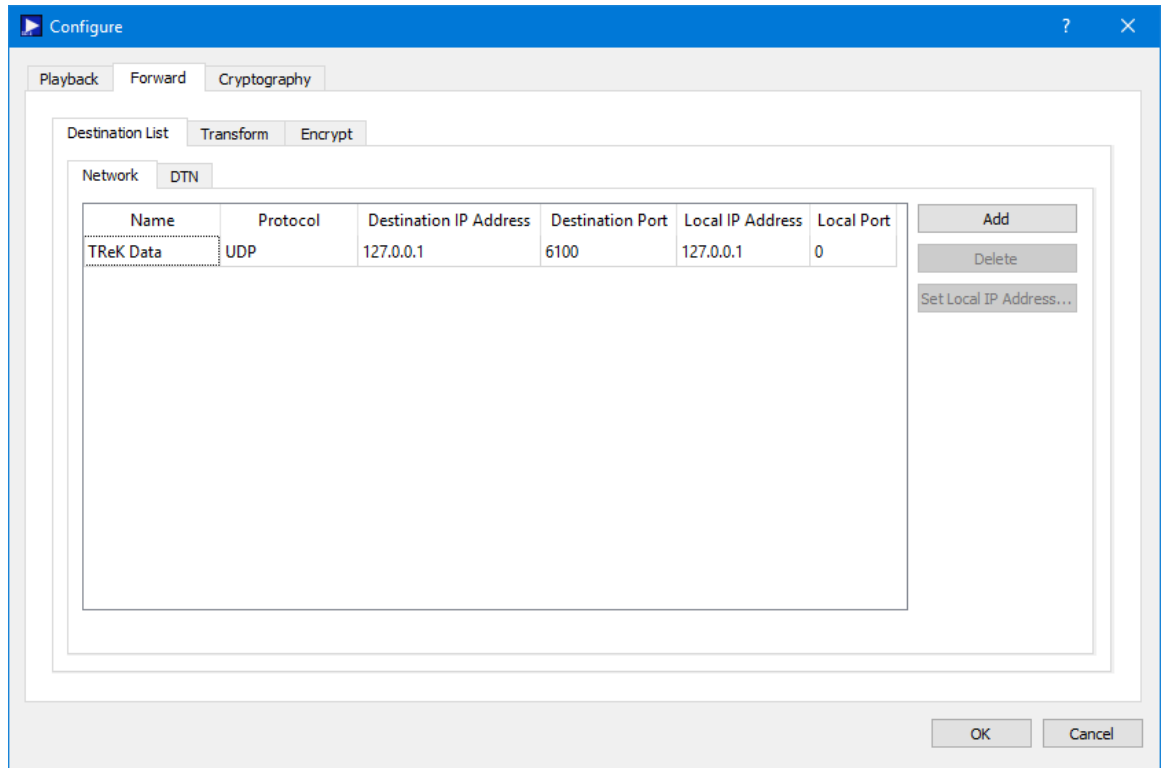 Configure ?
Playback Forward Cryptography
Destination List Transform Encrypt
Network DTN
Name Protocol Destination IP Address Destination Port Local IP Address Local Port Add
TReK Data UDP 127.0.0.1 6100 127.0.0.1 0
Delete
Set Local IP Address...
OK Cancel